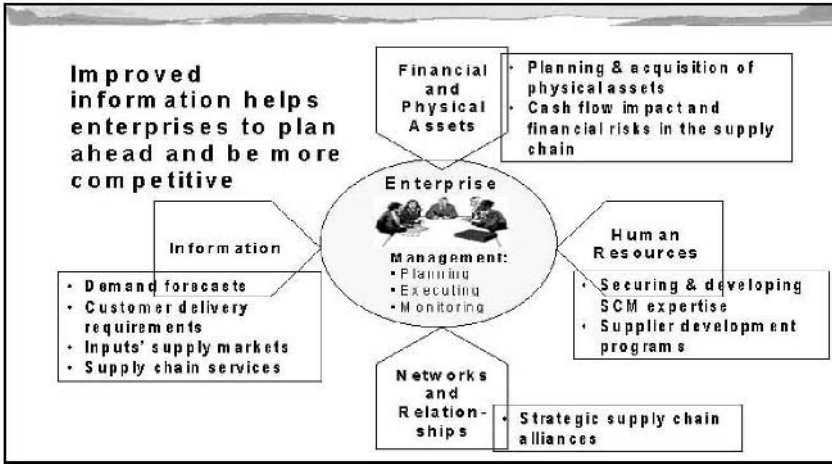 Improved
information helps
enterprises to plan
ahead and be more
competitive
Financial
and
Physical
Assets
• Planning & acquisition of
physical assets
• Cash flow impact and
financial risks in the supply
chain
Enterprise
Management:
• Planning
• Executing
• Monitoring
Information
• Demand forecasts
• Customer delivery
requirements
• Inputs' supply markets
• Supply chain services
Human
Resources
• Securing & developing
SCM expertise
• Supplier development
programs
Networks
and
Relation-
ships
• Strategic supply chain
alliances